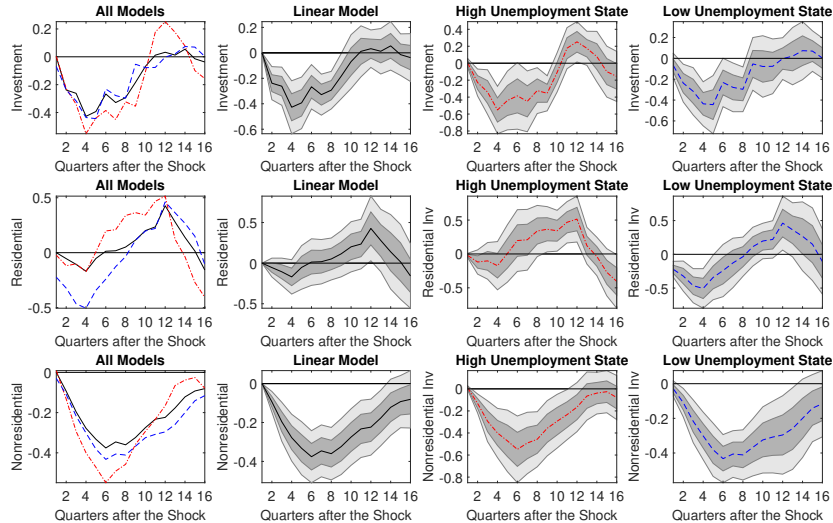 All Models Linear Model High Unemployment State Low Unemployment State
Investment 0.2 0 -0.2 -0.4 2 4 6 8 10 12 14 16 Quarters after the Shock
Investment 0.2 0 -0.2 -0.4 -0.6 2 4 6 8 10 12 14 16 Quarters after the Shock
Investment 0.4 0.2 0 -0.2 -0.4 -0.6 -0.8 2 4 6 8 10 12 14 16 Quarters after the Shock
Investment 0.2 0 -0.2 -0.4 -0.6 2 4 6 8 10 12 14 16 Quarters after the Shock
All Models Linear Model High Unemployment State Low Unemployment State
Residential 0.5 0 -0.5 2 4 6 8 10 12 14 16 Quarters after the Shock
Residential 0.5 0 -0.5 2 4 6 8 10 12 14 16 Quarters after the Shock
Residential Inv 0.5 0 -0.5 2 4 6 8 10 12 14 16 Quarters after the Shock
Residential Inv 0.5 0 -0.5 2 4 6 8 10 12 14 16 Quarters after the Shock
All Models Linear Model High Unemployment State Low Unemployment State
Nonresidential 0 -0.2 -0.4 2 4 6 8 10 12 14 16 Quarters after the Shock
Nonresidential 0 -0.2 -0.4 2 4 6 8 10 12 14 16 Quarters after the Shock
Nonresidential Inv 0.2 0 -0.2 -0.4 -0.6 -0.8 2 4 6 8 10 12 14 16 Quarters after the Shock
Nonresidential Inv 0 -0.2 -0.4 2 4 6 8 10 12 14 16 Quarters after the Shock